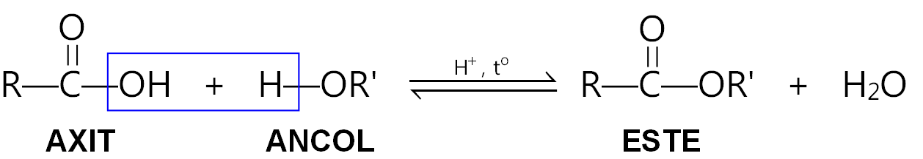 O O
R—C—OH + H—OR' H⁺, t° R—C—OR' + H₂O
AXIT ANCOL ESTE